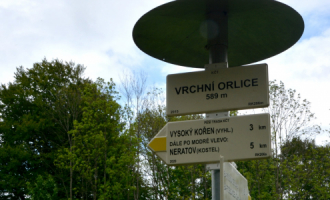 VRCHNÍ ORLICE
589 m
VYSOKÝ KOŘEN (VYHL.) 3 km
DÁLE PO MODRÉ VLEVO:
NERATOV (KOSTEL) 5 km